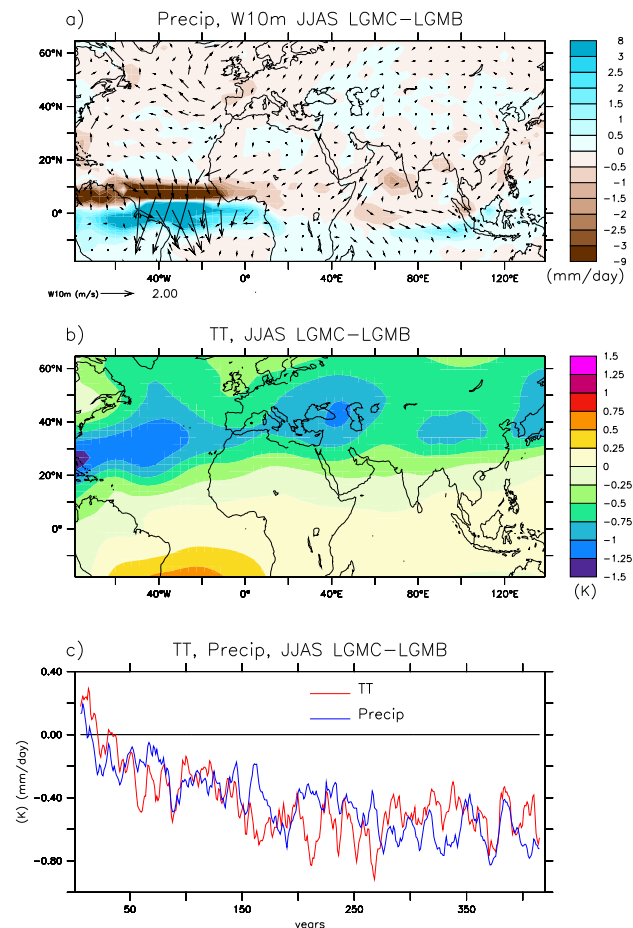 a) Precip, W10m JJAS LGMC−LGMB
60°N
40°N
20°N
0°
40°W 20°W 0° 20°E 40°E 60°E 80°E 100°E 120°E
W10m (m/s) 2.00
8
3
2.5
2
1.5
1
0.5
0
−0.5
−1
−1.5
−2
−2.5
−3
−9
(mm/day)
b) TT, JJAS LGMC−LGMB
60°N
40°N
20°N
0°
40°W 0° 40°E 80°E 120°E
1.5
1.25
1
0.75
0.5
0.25
0
−0.25
−0.5
−0.75
−1
−1.25
−1.5
(K)
c) TT, Precip, JJAS LGMC−LGMB
TT
Precip
0.40
0.00
−0.40
−0.80
(K) (mm/day)
50 150 250 350
years